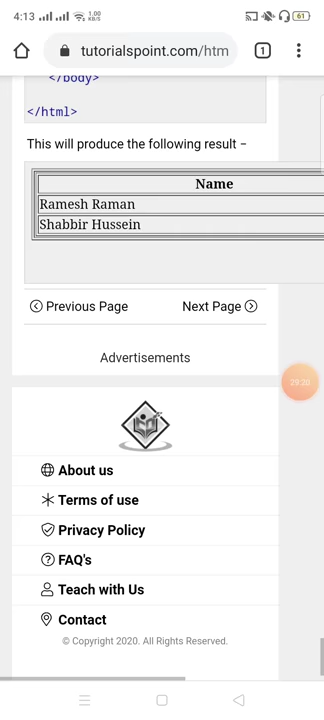 4:13 1.00 KB/S 61
tutorialspoint.com/htm 1
</body>
</html>
This will produce the following result −
Name
Ramesh Raman
Shabbir Hussein
Previous Page Next Page
Advertisements
29:20
About us
Terms of use
Privacy Policy
FAQ's
Teach with Us
Contact
© Copyright 2020. All Rights Reserved.